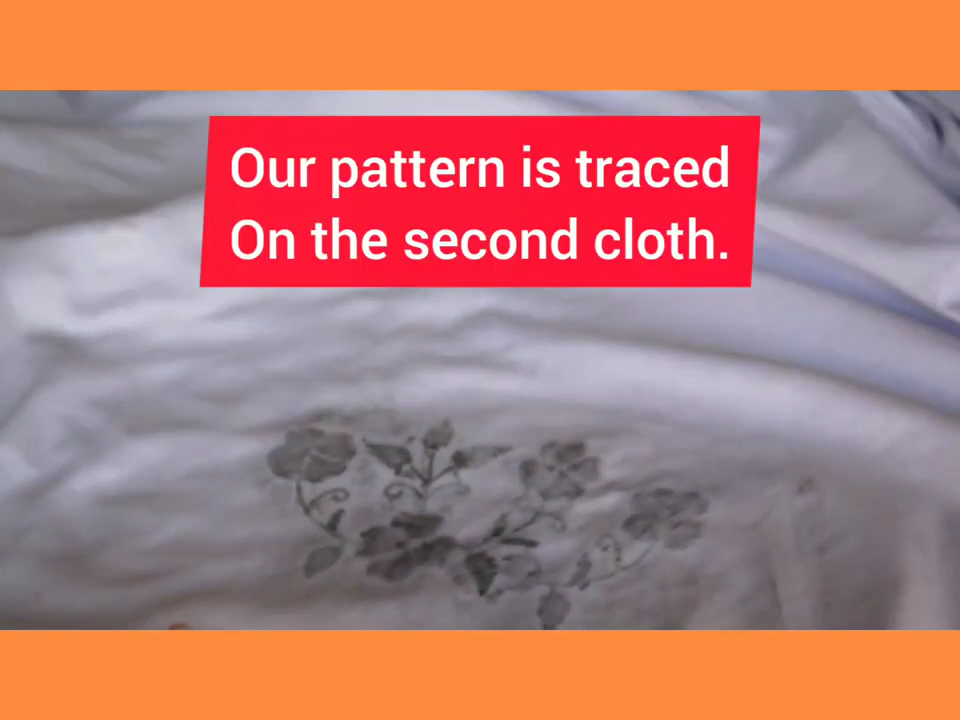 Our pattern is traced
On the second cloth.